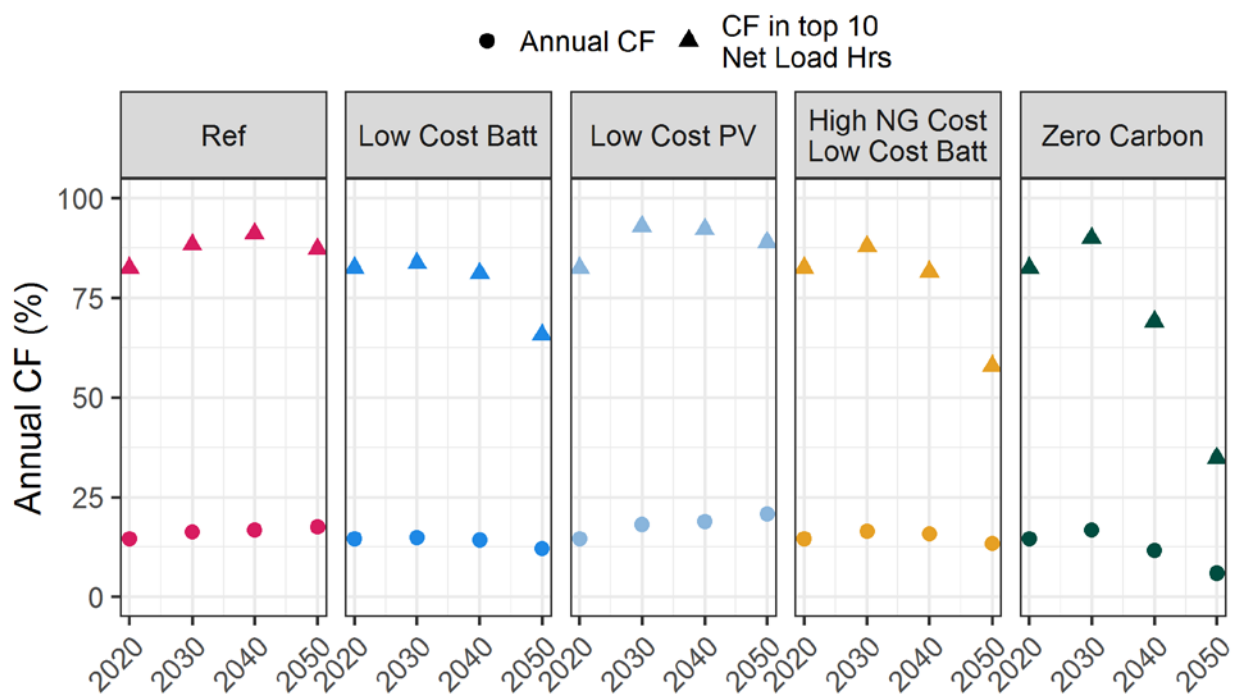 Annual CF
CF in top 10
Net Load Hrs
Ref
Low Cost Batt
Low Cost PV
High NG Cost
Low Cost Batt
Zero Carbon
Annual CF (%)
100
75
50
25
0
2020 2030 2040 2050
2020 2030 2040 2050
2020 2030 2040 2050
2020 2030 2040 2050
2020 2030 2040 2050